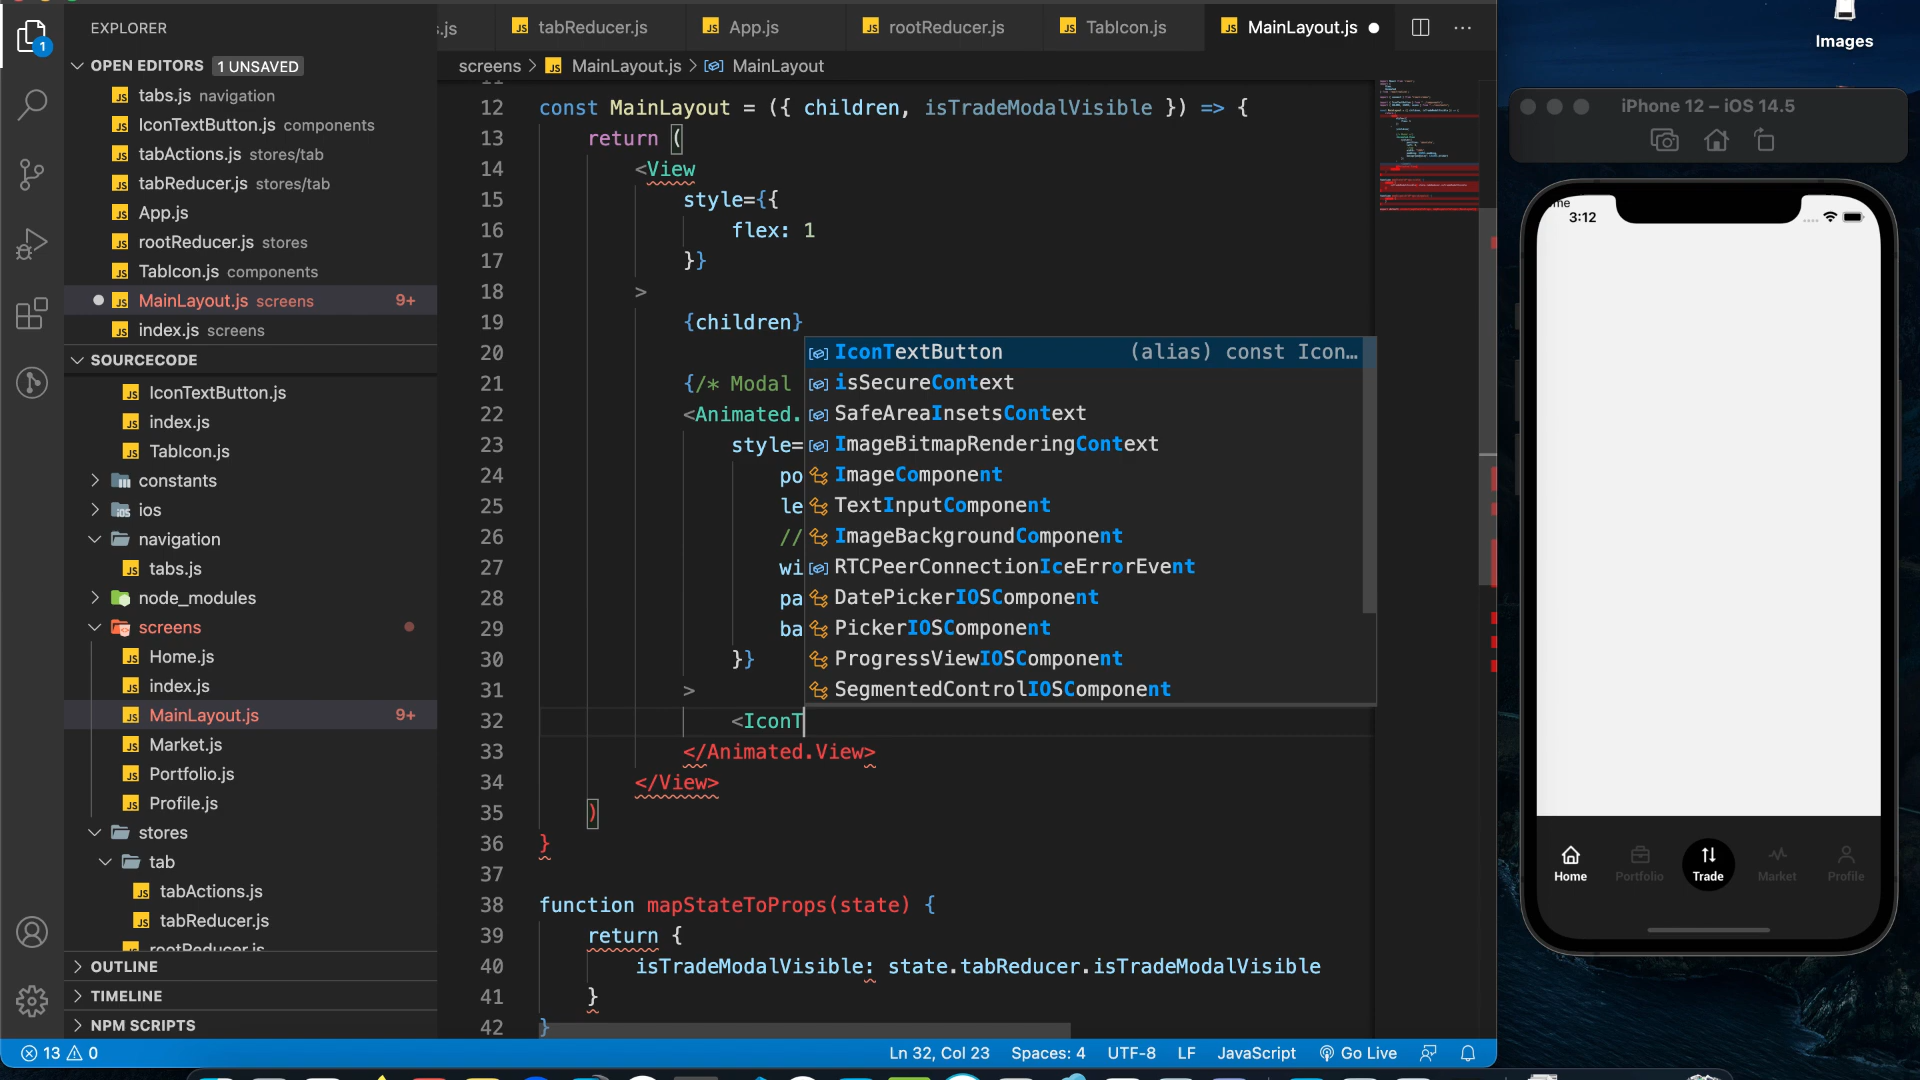 EXPLORER
OPEN EDITORS 1 UNSAVED
tabs.js navigation
IconTextButton.js components
tabActions.js stores/tab
tabReducer.js stores/tab
App.js
rootReducer.js stores
TabIcon.js components
MainLayout.js screens 9+
index.js screens
SOURCECODE
IconTextButton.js
index.js
TabIcon.js
constants
ios
navigation
tabs.js
node_modules
screens
Home.js
index.js
MainLayout.js 9+
Market.js
Portfolio.js
Profile.js
stores
tab
tabActions.js
tabReducer.js
rootReducer.js
OUTLINE
TIMELINE
NPM SCRIPTS
.js tabReducer.js App.js rootReducer.js TabIcon.js MainLayout.js
screens > MainLayout.js > MainLayout
12 const MainLayout = ({ children, isTradeModalVisible }) => {
13 return (
14 <View
15 style={{
16 flex: 1
17 }}
18 >
19 {children}
20
21 {/* Modal
22 <Animated.
23 style=
24 po
25 le
26 //
27 wi
28 pa
29 ba
30 }}
31 >
32 <IconT
33 </Animated.View>
34 </View>
35 )
36 }
37
38 function mapStateToProps(state) {
39 return {
40 isTradeModalVisible: state.tabReducer.isTradeModalVisible
41 }
42 }
IconTextButton (alias) const Icon…
isSecureContext
SafeAreaInsetsContext
ImageBitmapRenderingContext
ImageComponent
TextInputComponent
ImageBackgroundComponent
RTCPeerConnectionIceErrorEvent
DatePickerIOSComponent
PickerIOSComponent
ProgressViewIOSComponent
SegmentedControlIOSComponent
13 0 Ln 32, Col 23 Spaces: 4 UTF-8 LF JavaScript Go Live
Images
iPhone 12 – iOS 14.5
3:12
Home Portfolio Trade Market Profile